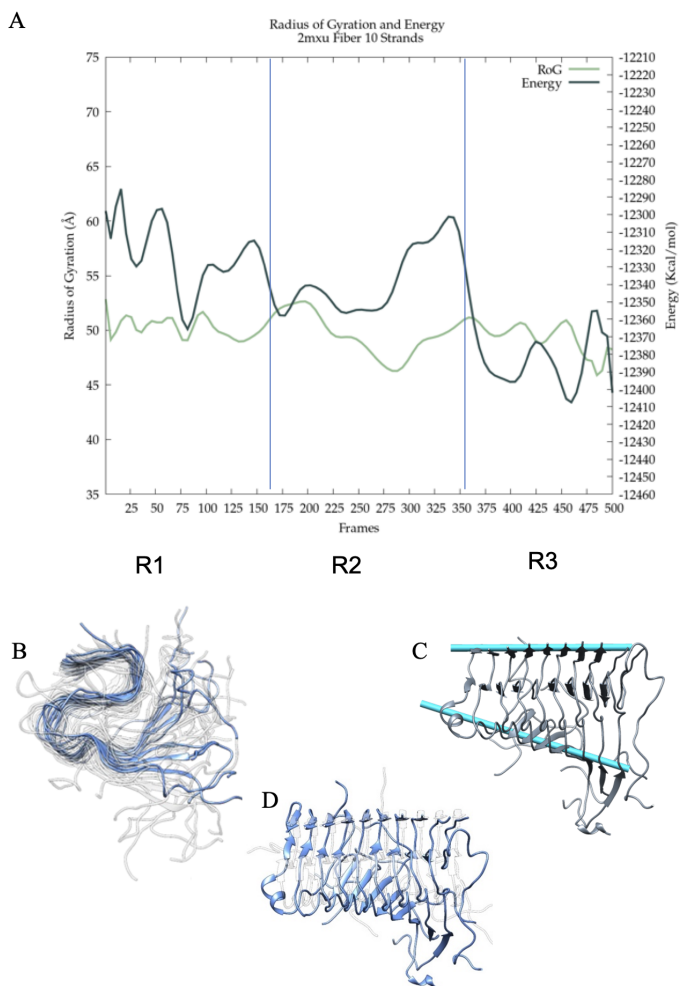 A
Radius of Gyration and Energy
2mxu Fiber 10 Strands
75
70
65
60
55
50
45
40
35
Radius of Gyration (Å)
RoG
Energy
-12210
-12220
-12230
-12240
-12250
-12260
-12270
-12280
-12290
-12300
-12310
-12320
-12330
-12340
-12350
-12360
-12370
-12380
-12390
-12400
-12410
-12420
-12430
-12440
-12450
-12460
Energy (Kcal/mol)
25 50 75 100 125 150 175 200 225 250 275 300 325 350 375 400 425 450 475 500
Frames
R1 R2 R3
B
C
D